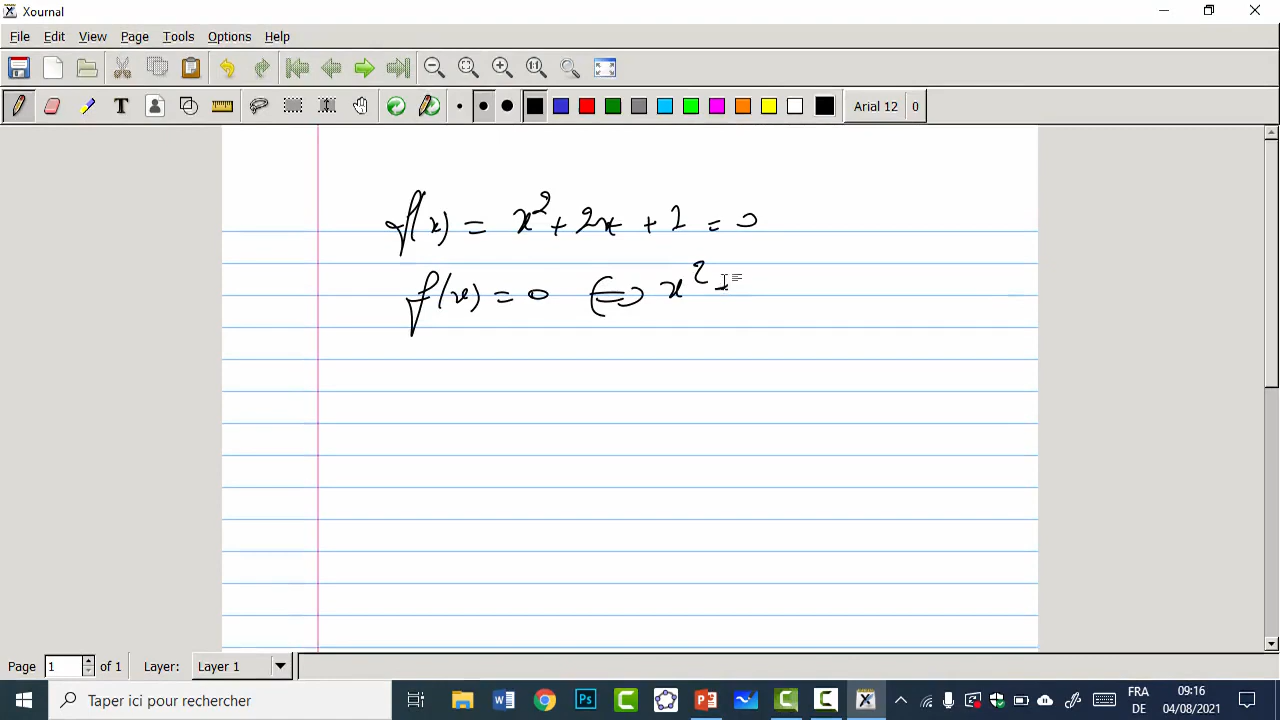 Xournal
File Edit View Page Tools Options Help
Arial 12 0
f(x) = x² + 2x + 1 = 0
f(x) = 0 ⇔ x²
Page 1 of 1 Layer: Layer 1
Taper ici pour rechercher
FRA 09:16
DE 04/08/2021